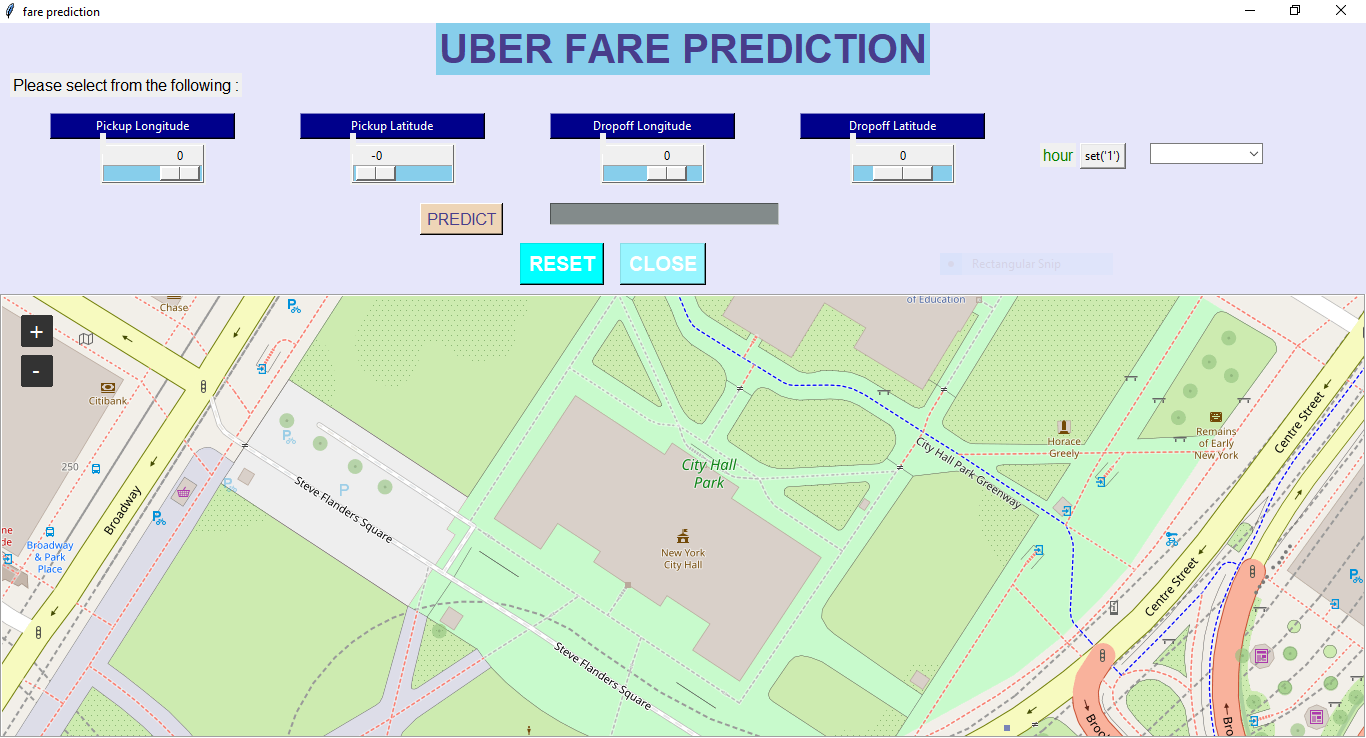 fare prediction
UBER FARE PREDICTION
Please select from the following :
Pickup Longitude
Pickup Latitude
Dropoff Longitude
Dropoff Latitude
0
-0
0
0
hour
set('1')
PREDICT
RESET
CLOSE
Rectangular Snip
+
-
Chase
of Education
Citibank
250
Broadway
Broadway
& Park
Place
ne
de
P
Steve Flanders Square
City Hall
Park
New York
City Hall
City Hall Park Greenway
Horace
Greely
Remains
of Early
New York
Centre Street
Centre Street
Steve Flanders Square